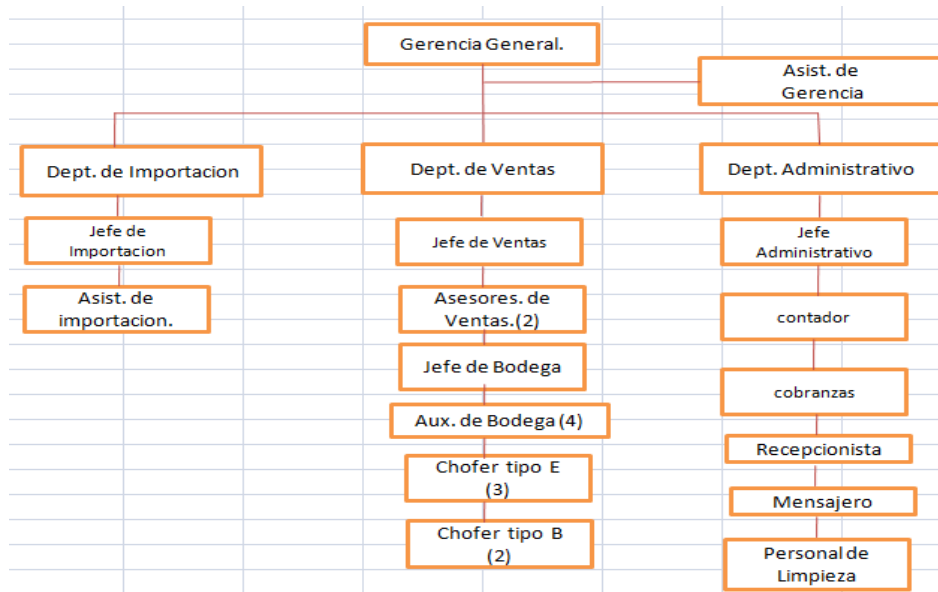 Gerencia General.
Asist. de
Gerencia
Dept. de Importacion
Dept. de Ventas
Dept. Administrativo
Jefe de
Importacion
Jefe de Ventas
Jefe
Administrativo
Asist. de
importacion.
Asesores. de
Ventas.(2)
contador
Jefe de Bodega
cobranzas
Aux. de Bodega (4)
Recepcionista
Chofer tipo E
(3)
Mensajero
Chofer tipo B
(2)
Personal de
Limpieza